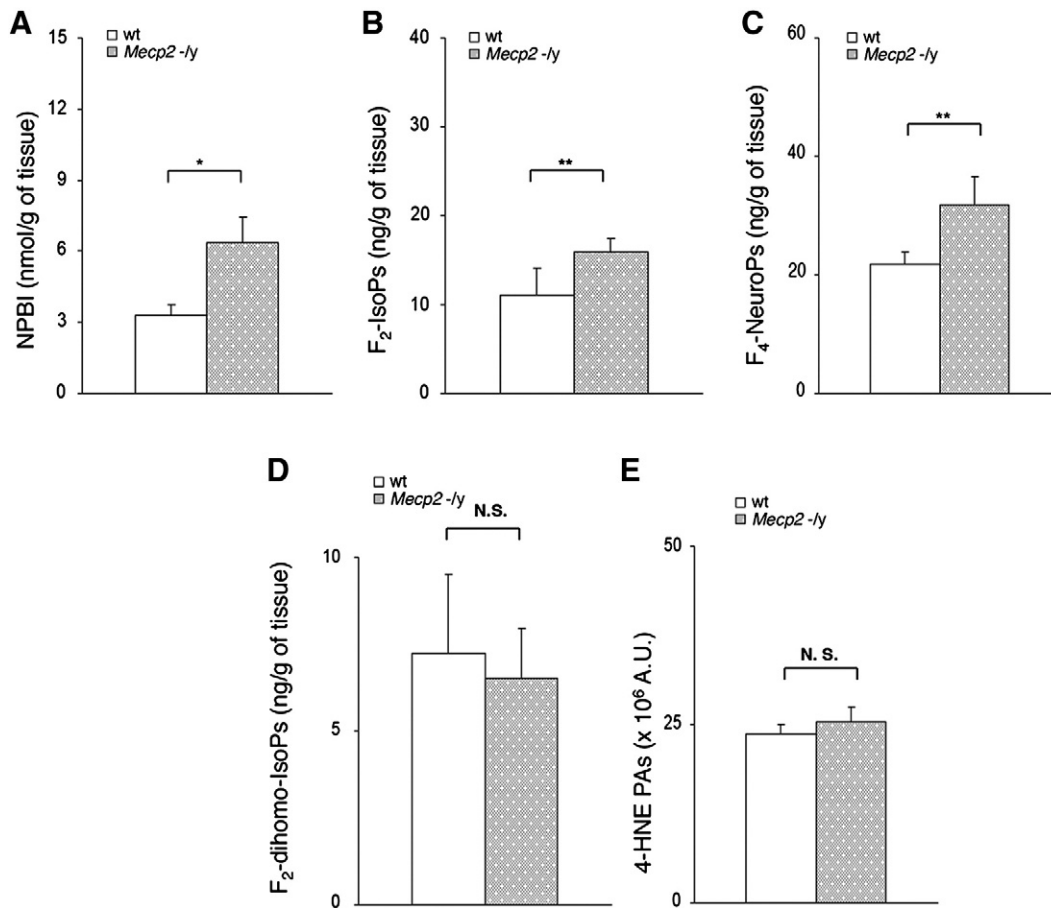 A
wt
Mecp2 -/y
NPBI (nmol/g of tissue)
15
12
9
6
3
0
*
B
wt
Mecp2 -/y
F₂-IsoPs (ng/g of tissue)
40
30
20
10
0
**
C
wt
Mecp2 -/y
F₄-NeuroPs (ng/g of tissue)
60
40
20
0
**
D
wt
Mecp2 -/y
N.S.
F₂-dihomo-IsoPs (ng/g of tissue)
10
5
0
E
wt
Mecp2 -/y
N. S.
4-HNE PAs (x 10⁶ A.U.)
50
25
0